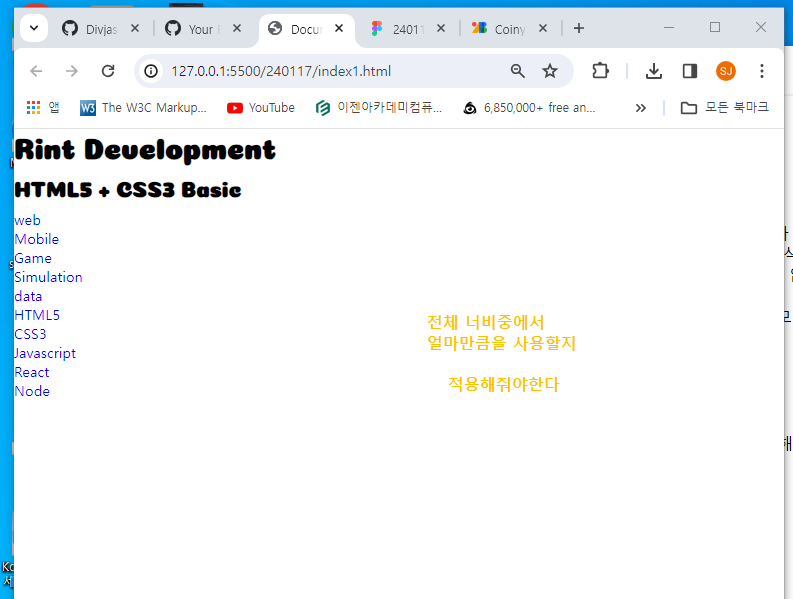 Divjas
Your
Docu
24011
Coiny
127.0.0.1:5500/240117/index1.html
SJ
앱
W3
The W3C Markup...
YouTube
이젠아카데미컴퓨...
6,850,000+ free an...
모든 북마크
Rint Development
HTML5 + CSS3 Basic
web
Mobile
Game
Simulation
data
HTML5
CSS3
Javascript
React
Node
전체 너비중에서
얼마만큼을 사용할지
적용해줘야한다